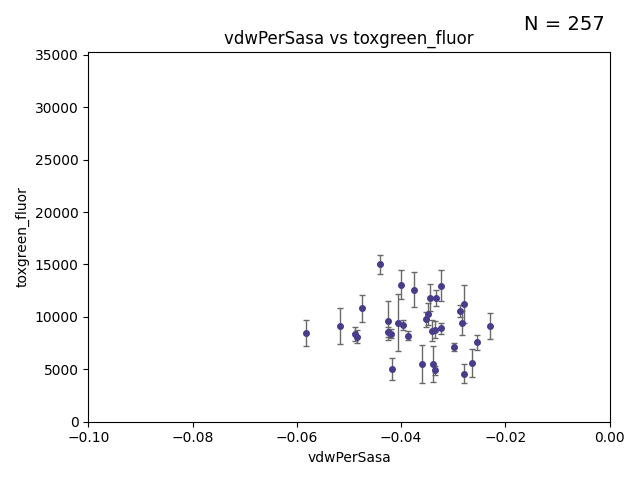 N = 257
vdwPerSasa vs toxgreen_fluor
35000
30000
25000
20000
15000
10000
5000
0
toxgreen_fluor
−0.10 −0.08 −0.06 −0.04 −0.02 0.00
vdwPerSasa